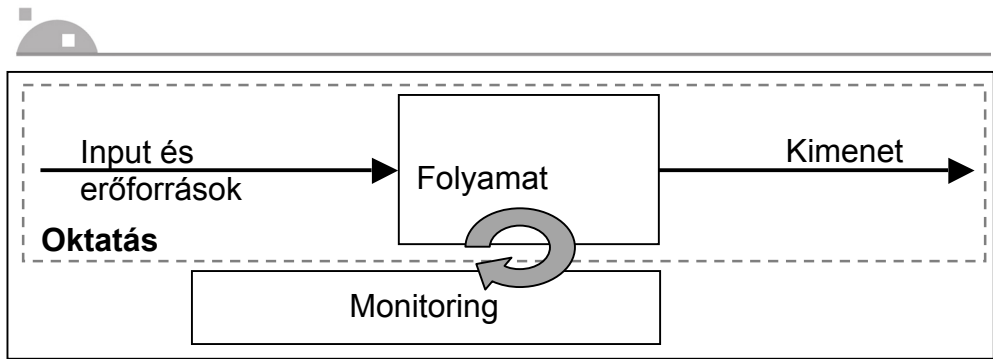 Input és
erőforrások
Folyamat
Kimenet
Oktatás
Monitoring